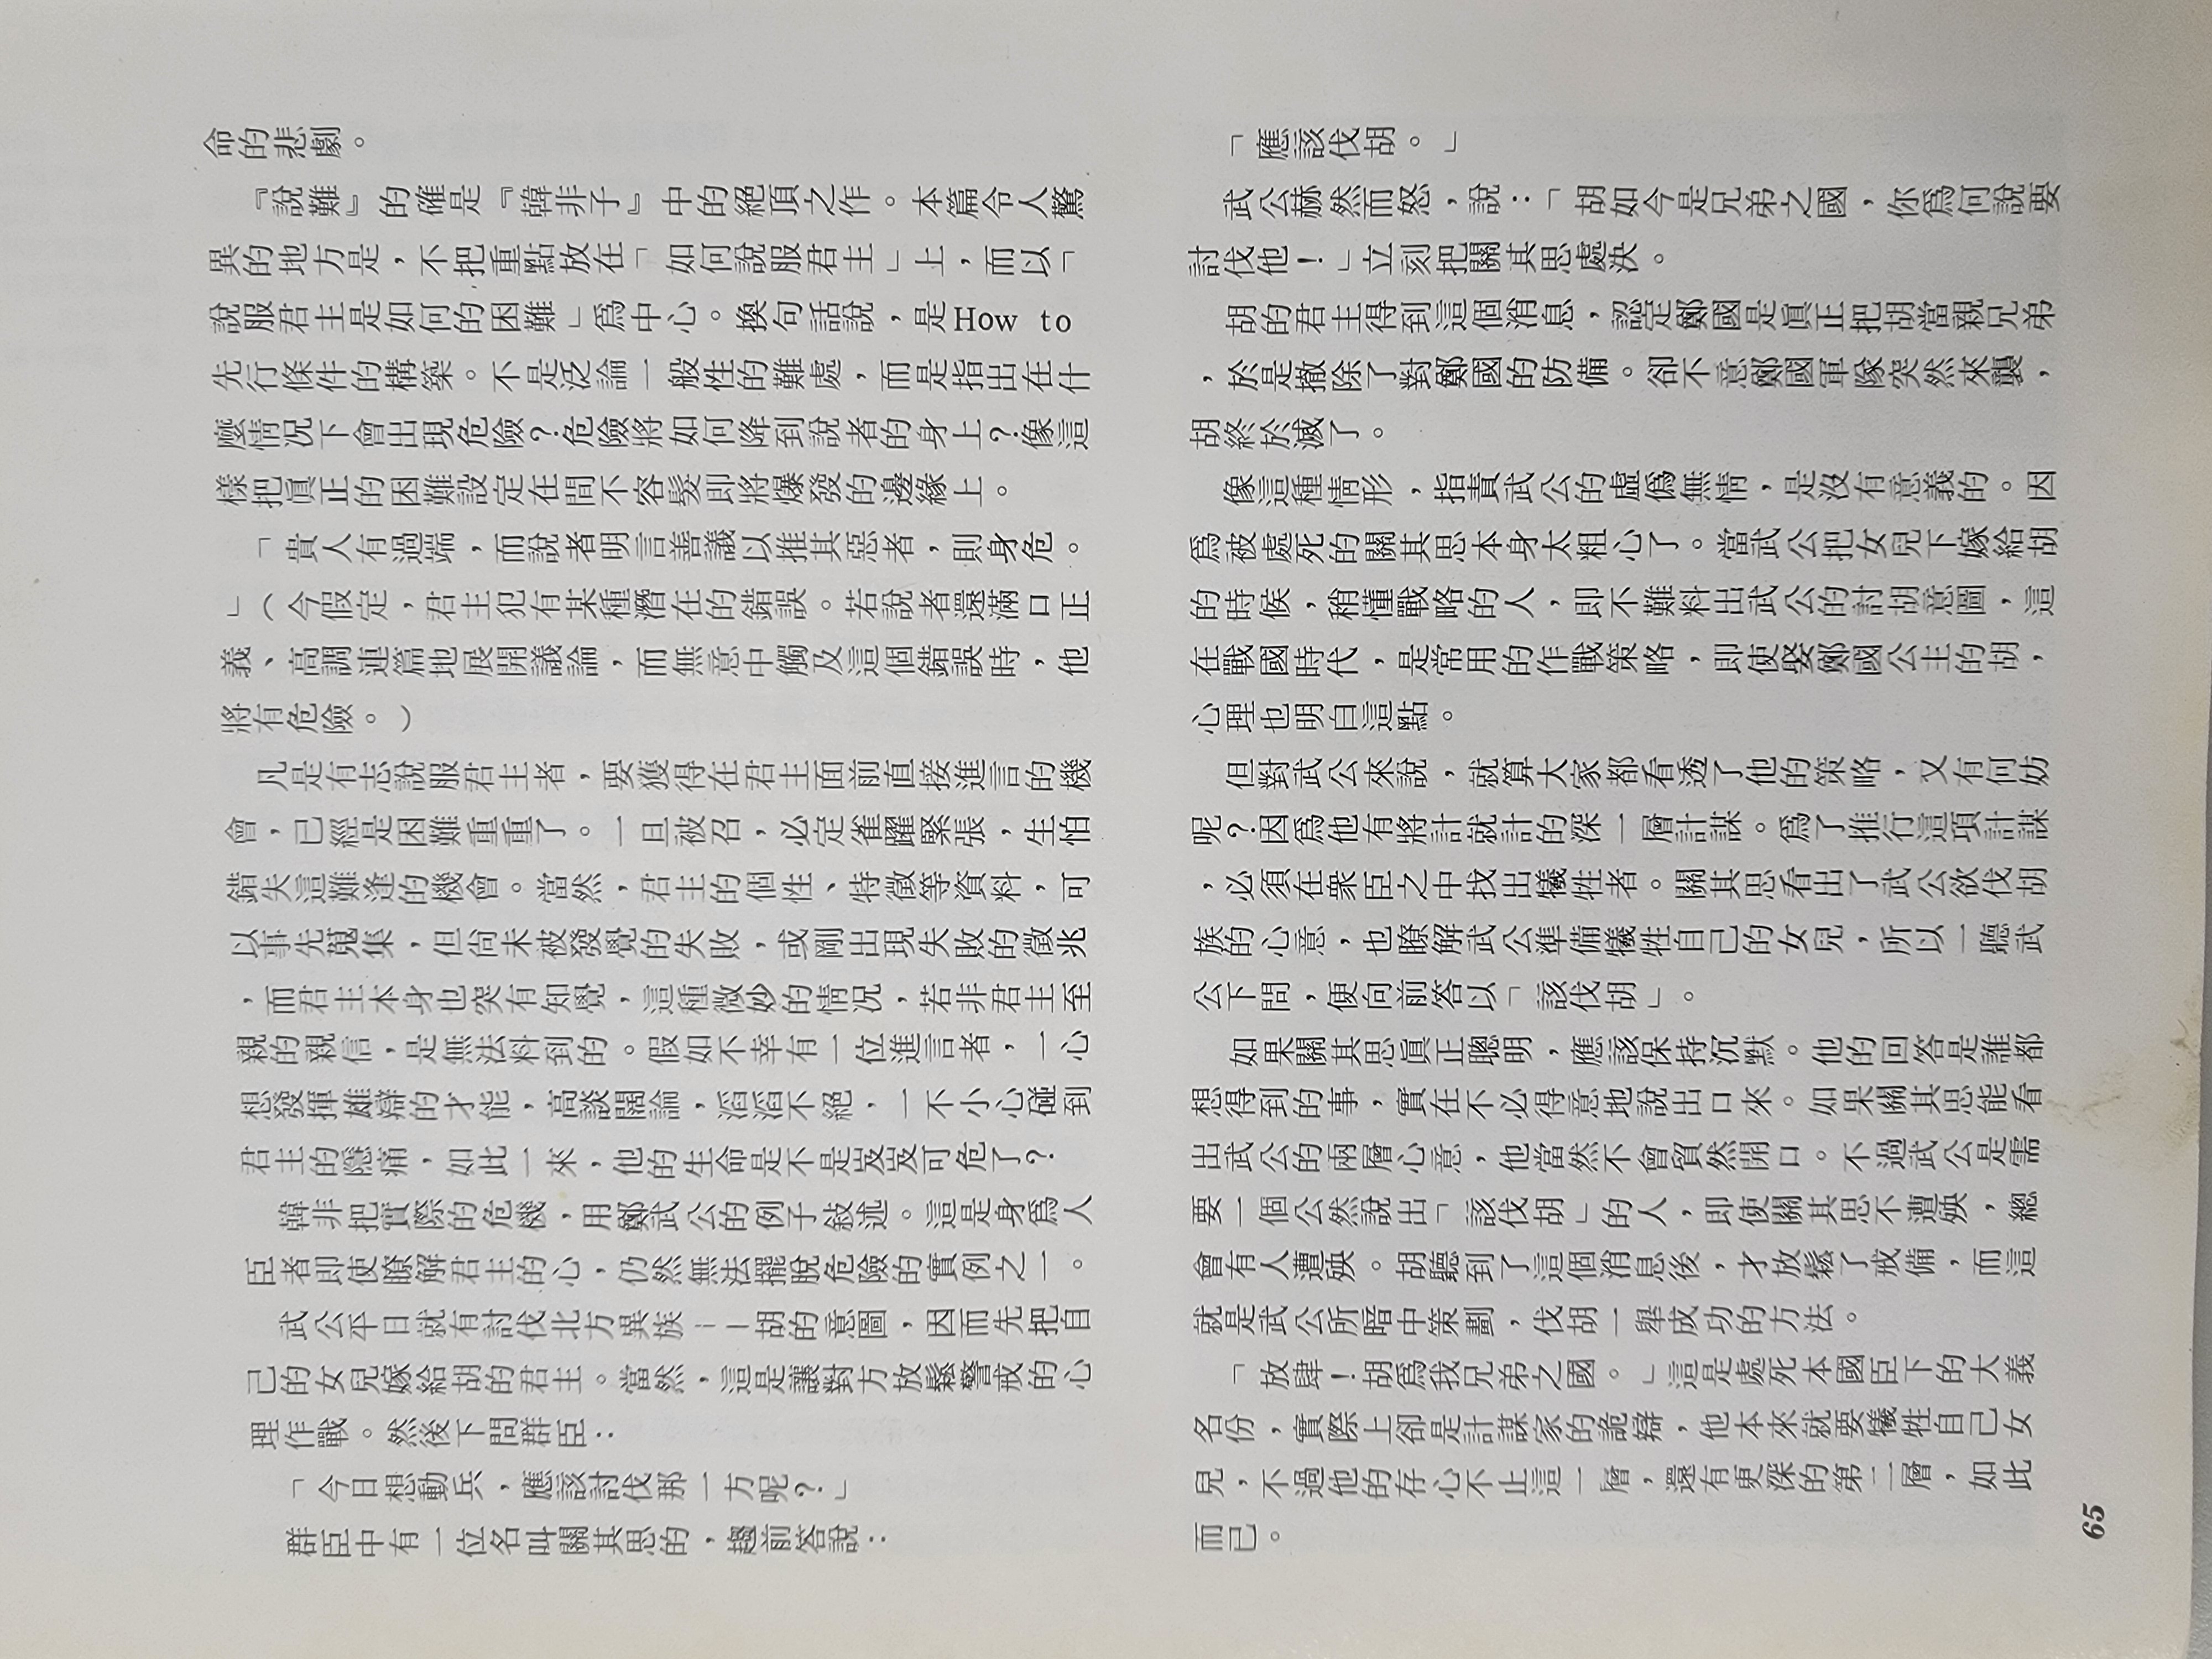 命的悲劇。
『說難』的確是『韓非子』中的絕頂之作。本篇令人驚
異的地方是，不把重點放在「如何說服君主」上，而以「
說服君主是如何的困難」爲中心。換句話說，是How to
先行條件的構築。不是泛論一般性的難處，而是指出在什
麼情況下會出現危險？危險將如何降到說者的身上？像這
樣把眞正的困難設定在間不容髮即將爆發的邊緣上。
「貴人有過端，而說者明言善議以推其惡者，則身危。
」（今假定，君主犯有某種潛在的錯誤。若說者還滿口正
義、高調連篇地展開議論，而無意中觸及這個錯誤時，他
將有危險。）
凡是有志說服君主者，要獲得在君主面前直接進言的機
會，已經是困難重重了。一旦被召，必定雀躍緊張，生怕
錯失這難逢的機會。當然，君主的個性、特徵等資料，可
以事先蒐集，但尙未被發覺的失敗，或剛出現失敗的徵兆
，而君主本身也突有知覺，這種微妙的情况，若非君主至
親的親信，是無法料到的。假如不幸有一位進言者，一心
想發揮雄辯的才能，高談闊論，滔滔不絕，一不小心碰到
君主的隱痛，如此一來，他的生命是不是岌岌可危了？
韓非把實際的危機，用鄭武公的例子敍述。這是身爲人
臣者即使瞭解君主的心，仍然無法擺脫危險的實例之一。
武公平日就有討伐北方異族——胡的意圖，因而先把自
己的女兒嫁給胡的君主。當然，這是讓對方放鬆警戒的心
理作戰。然後下問群臣：
「今日想動兵，應該討伐那一方呢？」
群臣中有一位名叫關其思的，趨前答說：
「應該伐胡。」
武公赫然而怒，說：「胡如今是兄弟之國，你爲何說要
討伐他！」立刻把關其思處決。
胡的君主得到這個消息，認定鄭國是眞正把胡當親兄弟
，於是撤除了對鄭國的防備。卻不意鄭國軍隊突然來襲，
胡終於滅了。
像這種情形，指責武公的虛僞無情，是沒有意義的。因
爲被處死的關其思本身太粗心了。當武公把女兒下嫁給胡
的時候，稍懂戰略的人，即不難料出武公的討胡意圖，這
在戰國時代，是常用的作戰策略，即使娶鄭國公主的胡，
心理也明白這點。
但對武公來說，就算大家都看透了他的策略，又有何妨
呢？因爲他有將計就計的深一層計謀。爲了推行這項計謀
，必須在衆臣之中找出犧牲者。關其思看出了武公欲伐胡
族的心意，也瞭解武公準備犧牲自己的女兒，所以一聽武
公下問，便向前答以「該伐胡」。
如果關其思眞正聰明，應該保持沉默。他的回答是誰都
想得到的事，實在不必得意地說出口來。如果關其思能看
出武公的兩層心意，他當然不會貿然開口。不過武公是需
要一個公然說出「該伐胡」的人，即使關其思不遭殃，總
會有人遭殃。胡聽到了這個消息後，才放鬆了戒備，而這
就是武公所暗中策劃，伐胡一舉成功的方法。
「放肆！胡爲我兄弟之國。」這是處死本國臣下的大義
名份，實際上卻是計謀家的詭辯，他本來就要犧牲自己女
兒，不過他的存心不止這一層，還有更深的第二層，如此
而已。
65